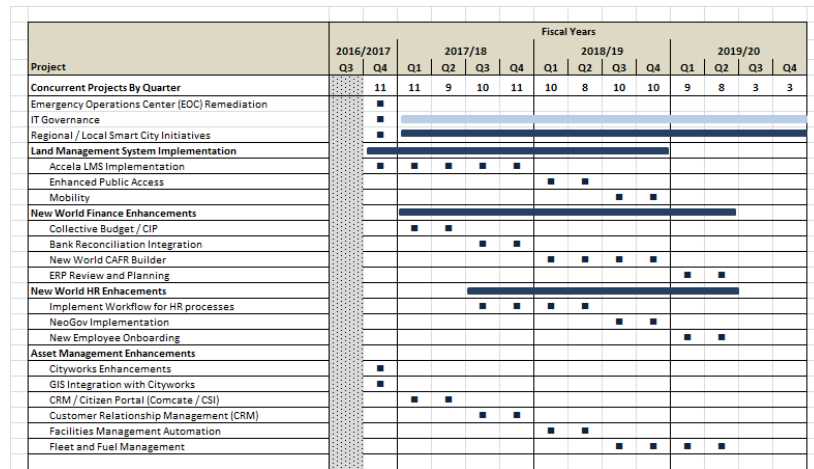 Fiscal Years
2016/2017 2017/18 2018/19 2019/20
Project Q3 Q4 Q1 Q2 Q3 Q4 Q1 Q2 Q3 Q4 Q1 Q2 Q3 Q4
Concurrent Projects By Quarter 11 11 9 10 11 10 8 10 10 9 8 3 3
Emergency Operations Center (EOC) Remediation
IT Governance
Regional / Local Smart City Initiatives
Land Management System Implementation
Accela LMS Implementation
Enhanced Public Access
Mobility
New World Finance Enhancements
Collective Budget / CIP
Bank Reconciliation Integration
New World CAFR Builder
ERP Review and Planning
New World HR Enhacements
Implement Workflow for HR processes
NeoGov Implementation
New Employee Onboarding
Asset Management Enhancements
Cityworks Enhancements
GIS Integration with Cityworks
CRM / Citizen Portal (Comcate / CSI)
Customer Relationship Management (CRM)
Facilities Management Automation
Fleet and Fuel Management